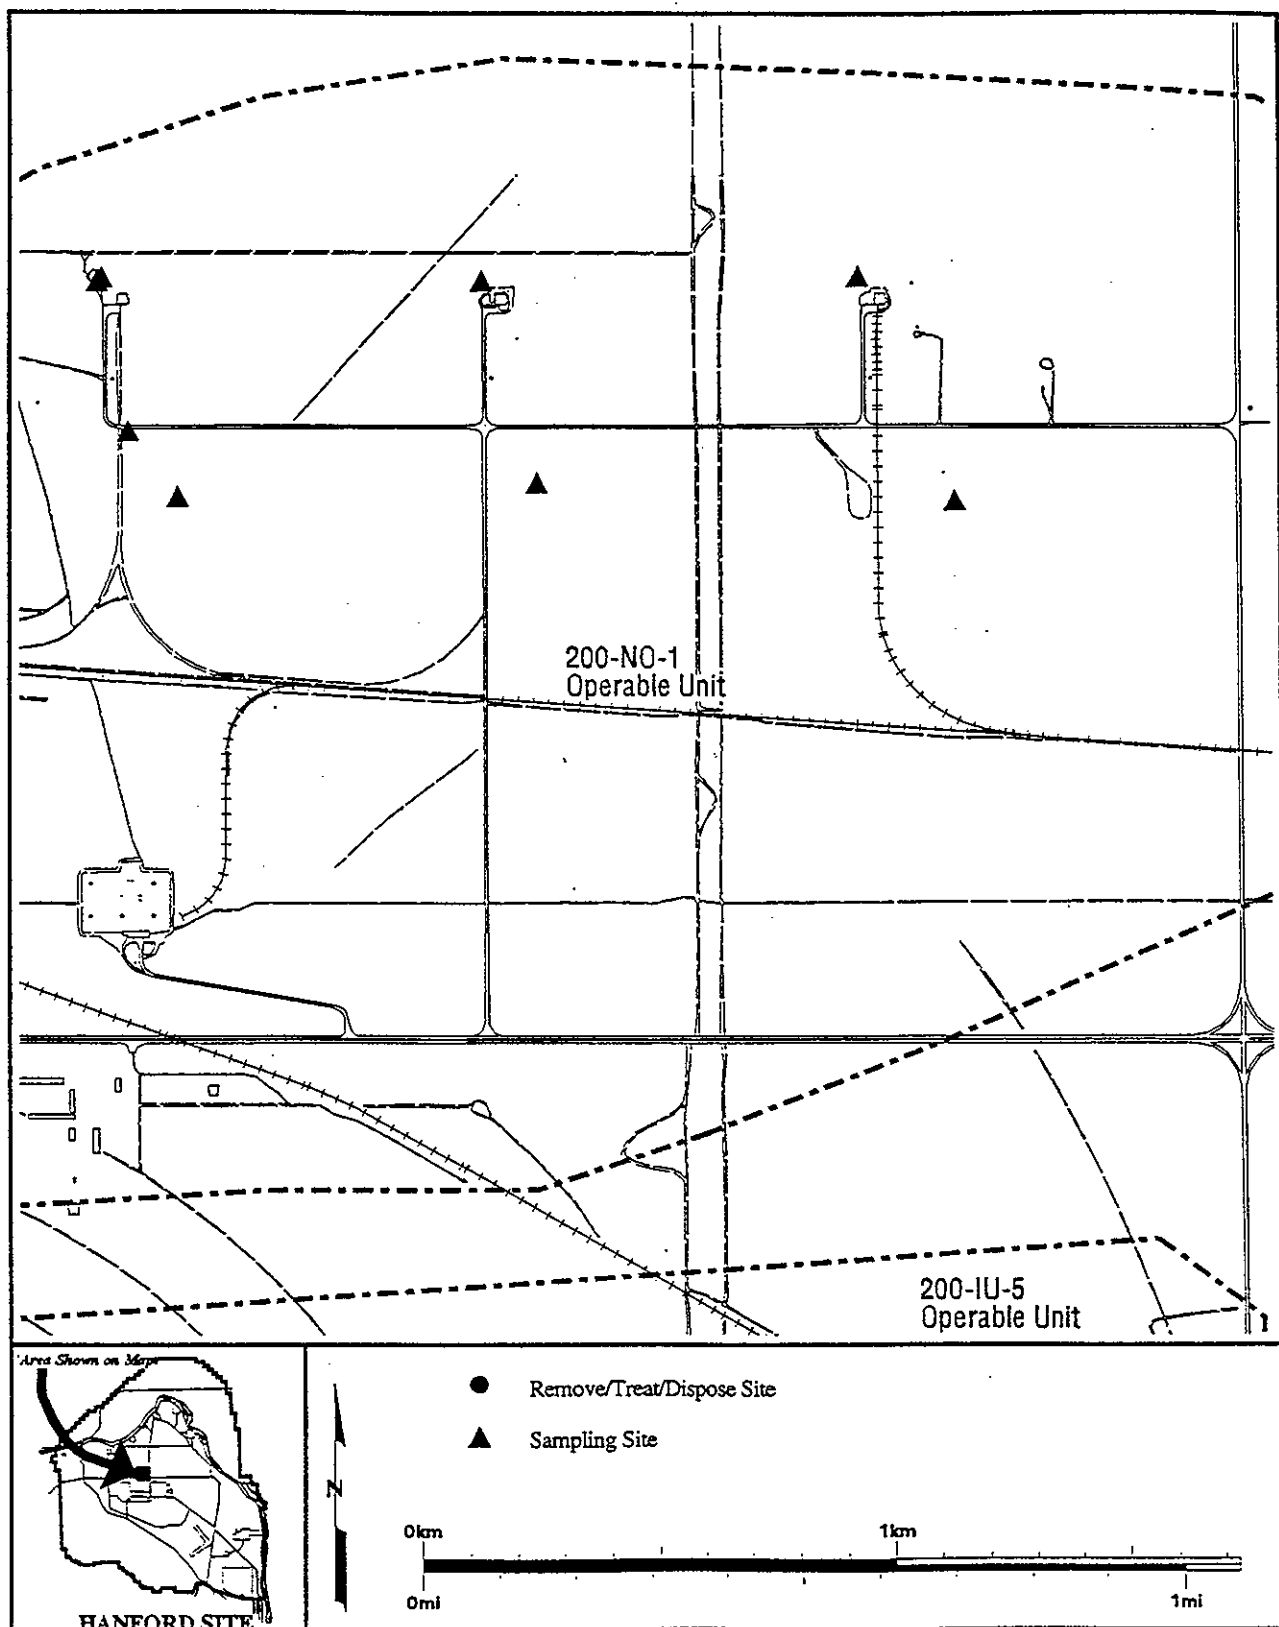 200-NO-1
Operable Unit
200-IU-5
Operable Unit
Area Shown on Map
HANFORD SITE
N
Remove/Treat/Dispose Site
Sampling Site
0km 1km
0mi 1mi